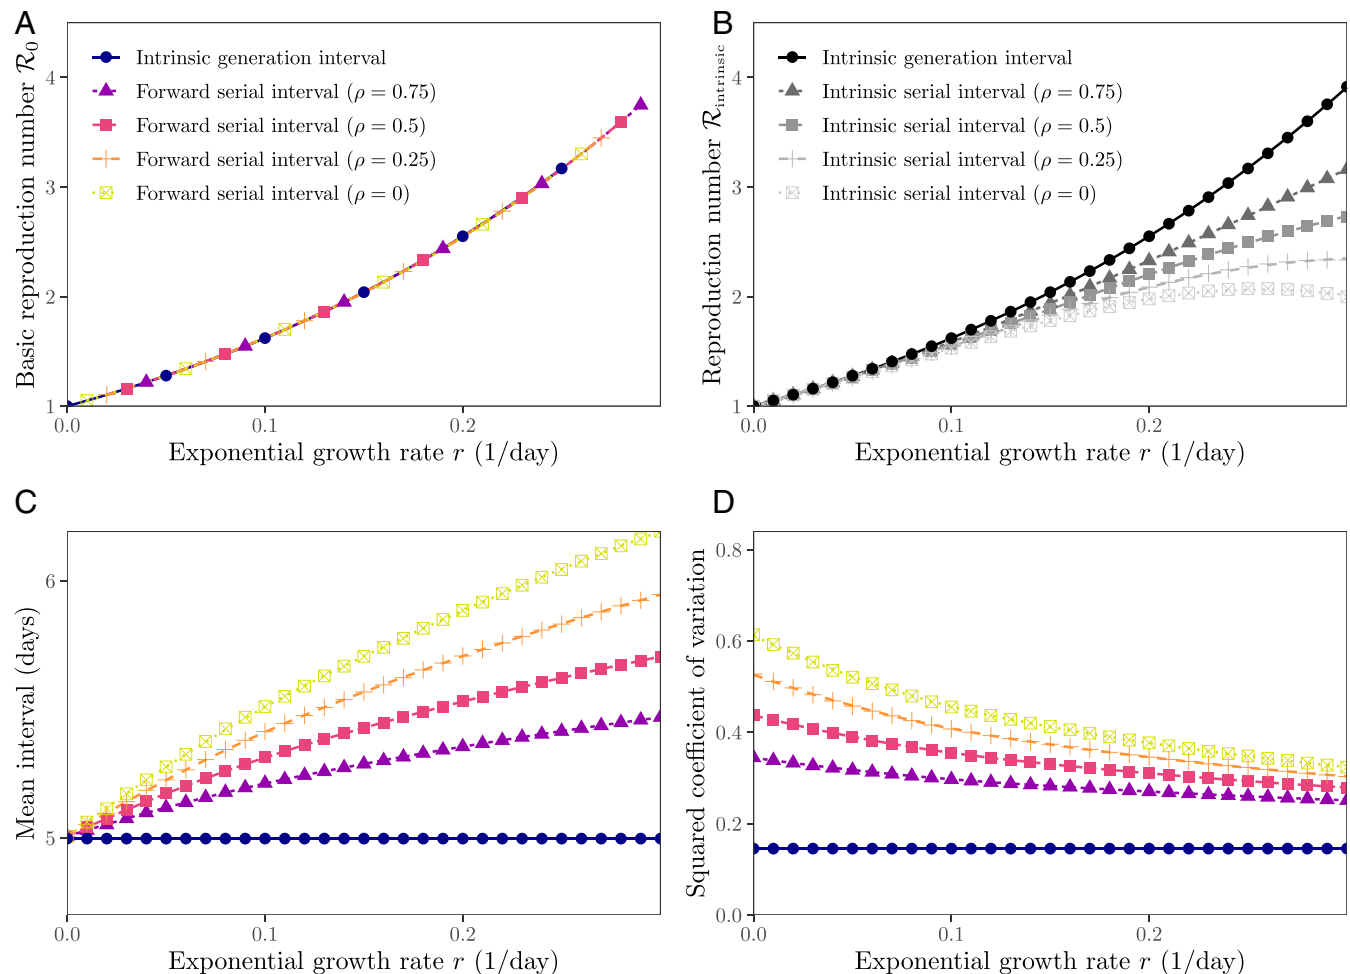 A
Basic reproduction number R₀
4
3
2
1
Intrinsic generation interval
Forward serial interval (ρ = 0.75)
Forward serial interval (ρ = 0.5)
Forward serial interval (ρ = 0.25)
Forward serial interval (ρ = 0)
0.0 0.1 0.2
Exponential growth rate r (1/day)
B
Reproduction number R_intrinsic
4
3
2
1
Intrinsic generation interval
Intrinsic serial interval (ρ = 0.75)
Intrinsic serial interval (ρ = 0.5)
Intrinsic serial interval (ρ = 0.25)
Intrinsic serial interval (ρ = 0)
0.0 0.1 0.2
Exponential growth rate r (1/day)
C
Mean interval (days)
6
5
0.0 0.1 0.2
Exponential growth rate r (1/day)
D
Squared coefficient of variation
0.8
0.6
0.4
0.2
0.0
0.0 0.1 0.2
Exponential growth rate r (1/day)